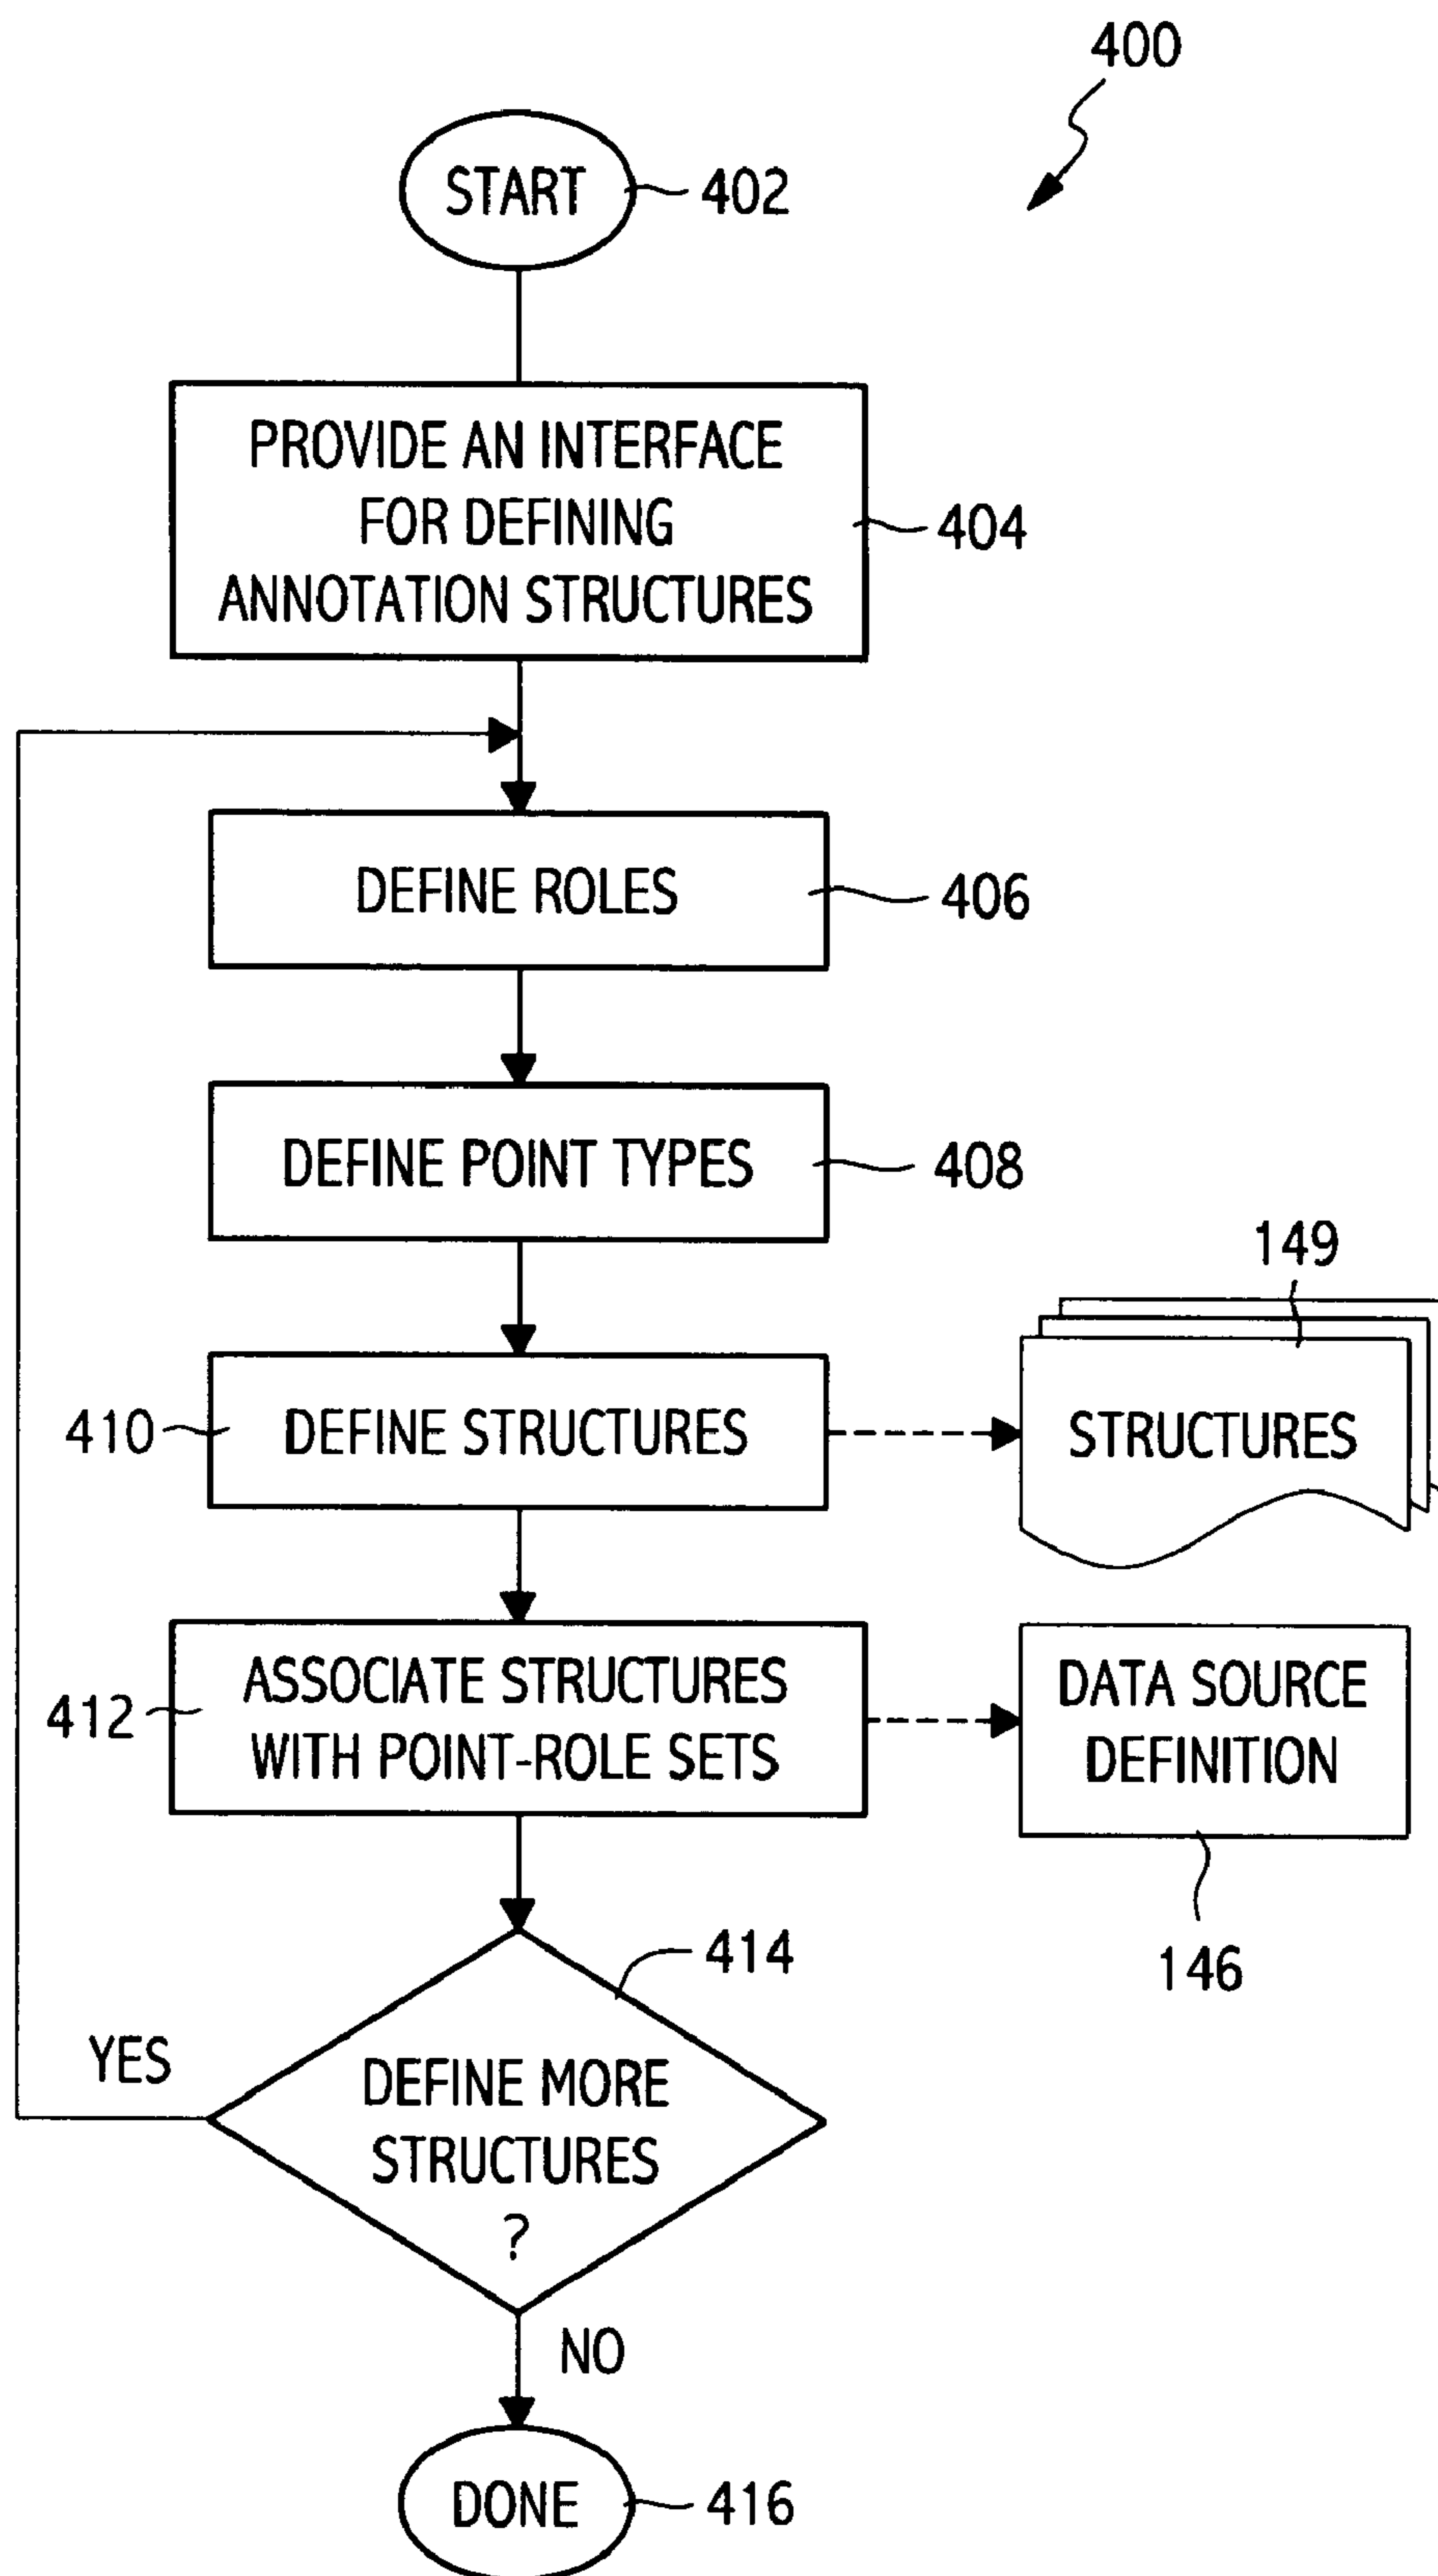 400
START
402
PROVIDE AN INTERFACE
FOR DEFINING
ANNOTATION STRUCTURES
404
DEFINE ROLES
406
DEFINE POINT TYPES
408
149
410
DEFINE STRUCTURES
STRUCTURES
412
ASSOCIATE STRUCTURES
WITH POINT-ROLE SETS
DATA SOURCE
DEFINITION
146
414
YES
DEFINE MORE
STRUCTURES
?
NO
DONE
416